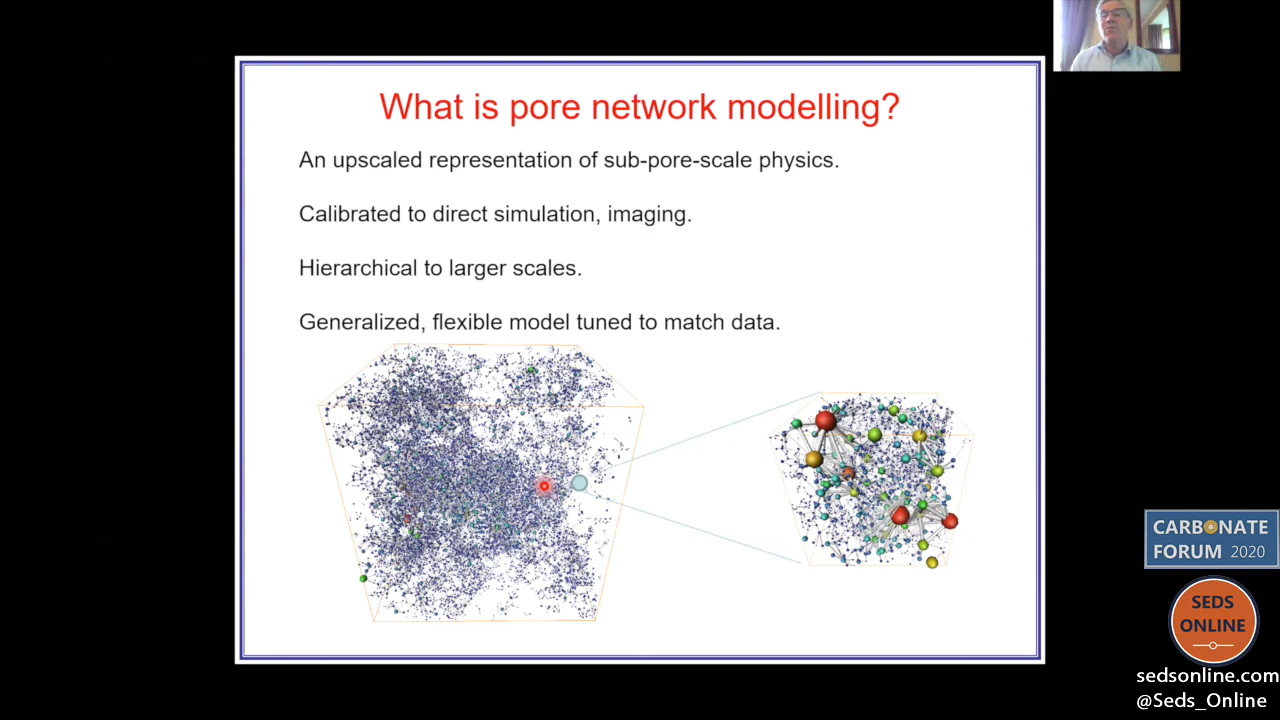 What is pore network modelling?
An upscaled representation of sub-pore-scale physics.
Calibrated to direct simulation, imaging.
Hierarchical to larger scales.
Generalized, flexible model tuned to match data.
CARBONATE
FORUM 2020
SEDS
ONLINE
sedsonline.com
@Seds_Online